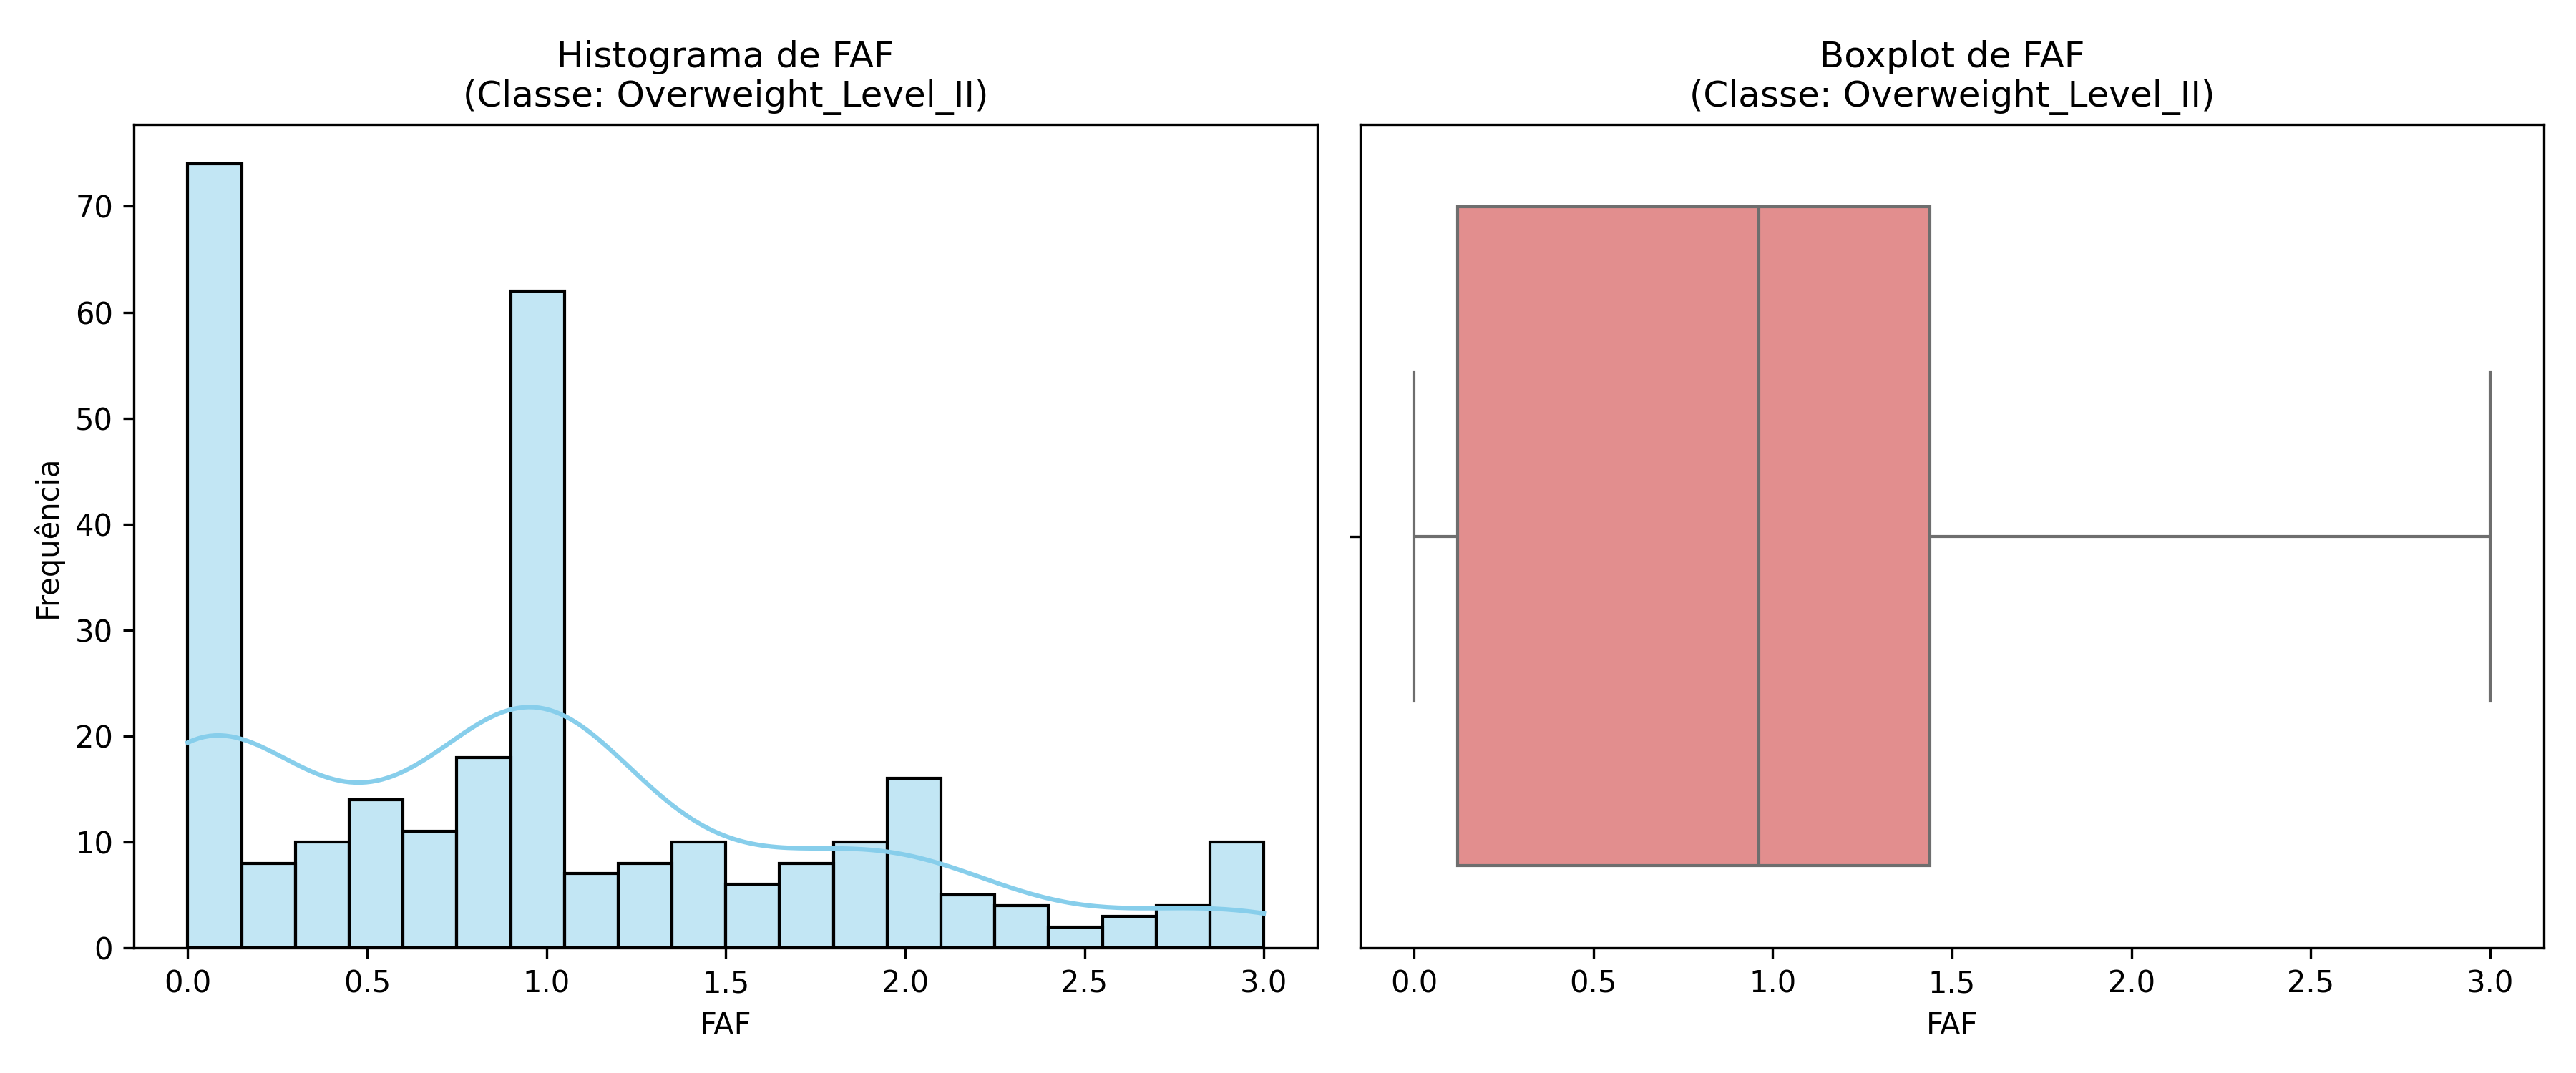 Histograma de FAF
(Classe: Overweight_Level_II)
Frequência
70
60
50
40
30
20
10
0
0.0 0.5 1.0 1.5 2.0 2.5 3.0
FAF
Boxplot de FAF
(Classe: Overweight_Level_II)
0.0 0.5 1.0 1.5 2.0 2.5 3.0
FAF